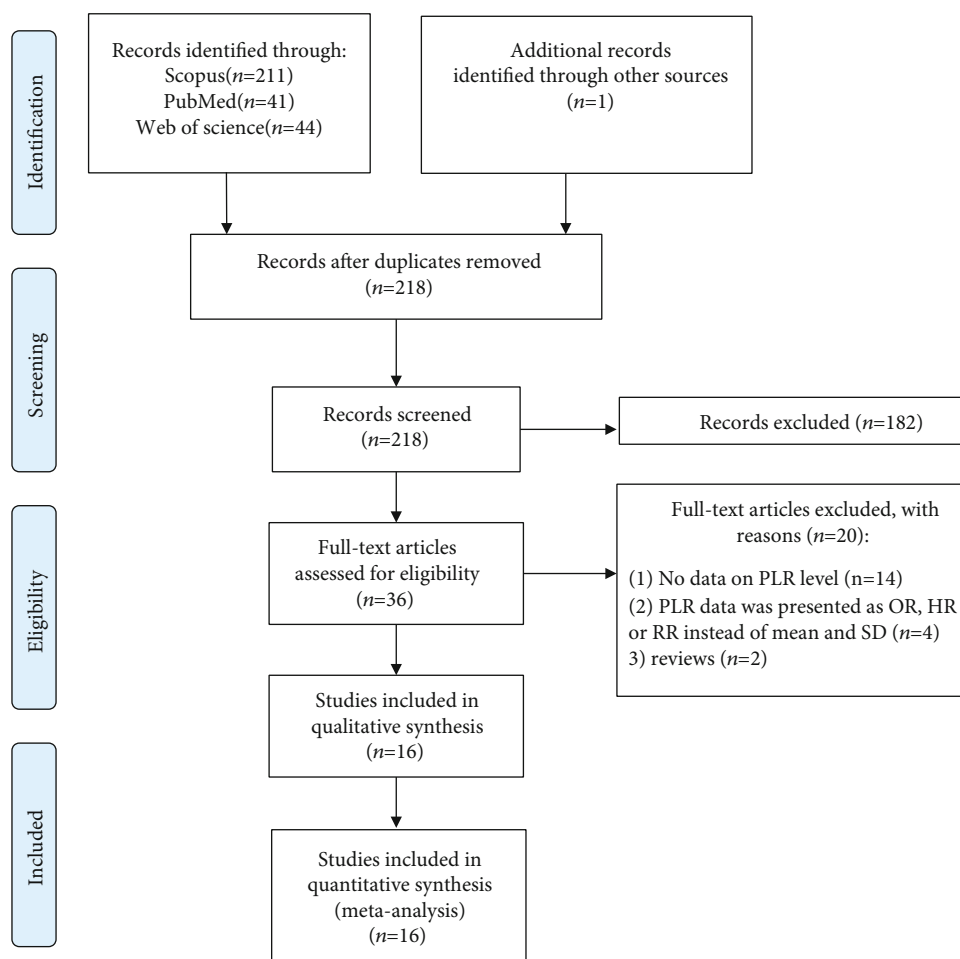 Identification
Records identified through:
Scopus(n=211)
PubMed(n=41)
Web of science(n=44)
Additional records
identified through other sources
(n=1)
Records after duplicates removed
(n=218)
Screening
Records screened
(n=218)
Records excluded (n=182)
Eligibility
Full-text articles
assessed for eligibility
(n=36)
Full-text articles excluded, with
reasons (n=20):
(1) No data on PLR level (n=14)
(2) PLR data was presented as OR, HR
or RR instead of mean and SD (n=4)
3) reviews (n=2)
Studies included in
qualitative synthesis
(n=16)
Included
Studies included in
quantitative synthesis
(meta-analysis)
(n=16)